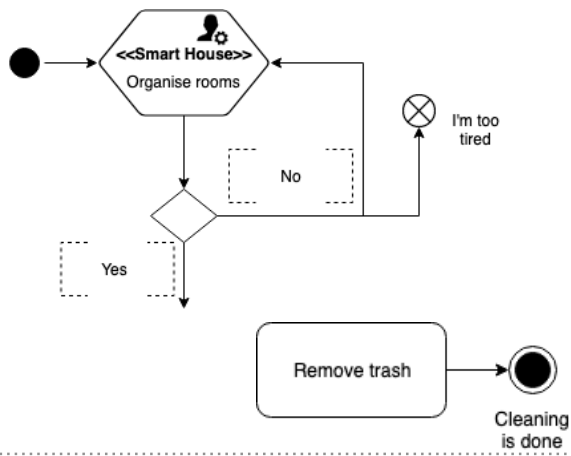 <<Smart House>>
Organise rooms
I'm too
tired
No
Yes
Remove trash
Cleaning
is done